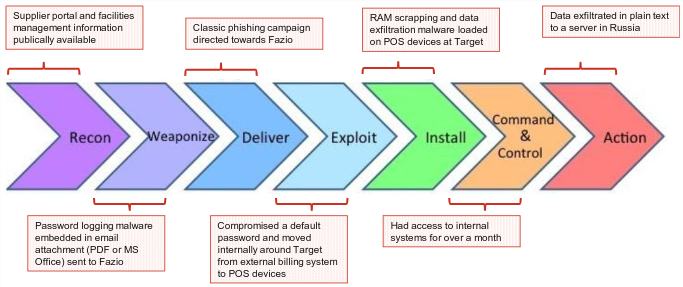 Supplier portal and facilities
management information
publically available
Classic phishing campaign
directed towards Fazio
RAM scrapping and data
exfiltration malware loaded
on POS devices at Target
Data exfiltrated in plain text
to a server in Russia
Recon
Weaponize
Deliver
Exploit
Install
Command
&
Control
Action
Password logging malware
embedded in email
attachment (PDF or MS
Office) sent to Fazio
Compromised a default
password and moved
internally around Target
from external billing system
to POS devices
Had access to internal
systems for over a month